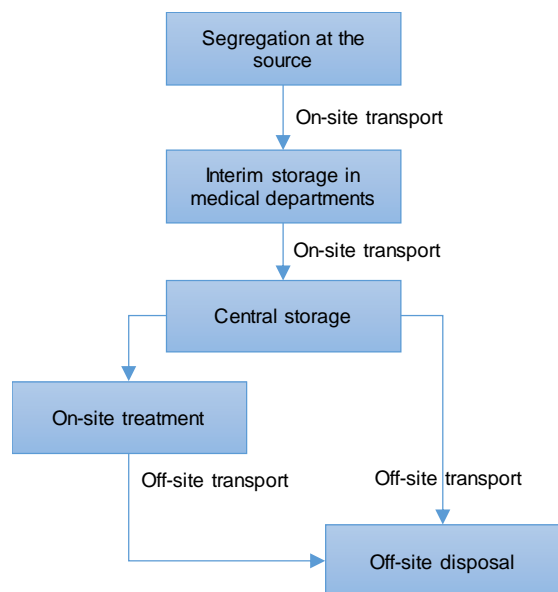 Segregation at the
source
On-site transport
Interim storage in
medical departments
On-site transport
Central storage
On-site treatment
Off-site transport
Off-site transport
Off-site disposal